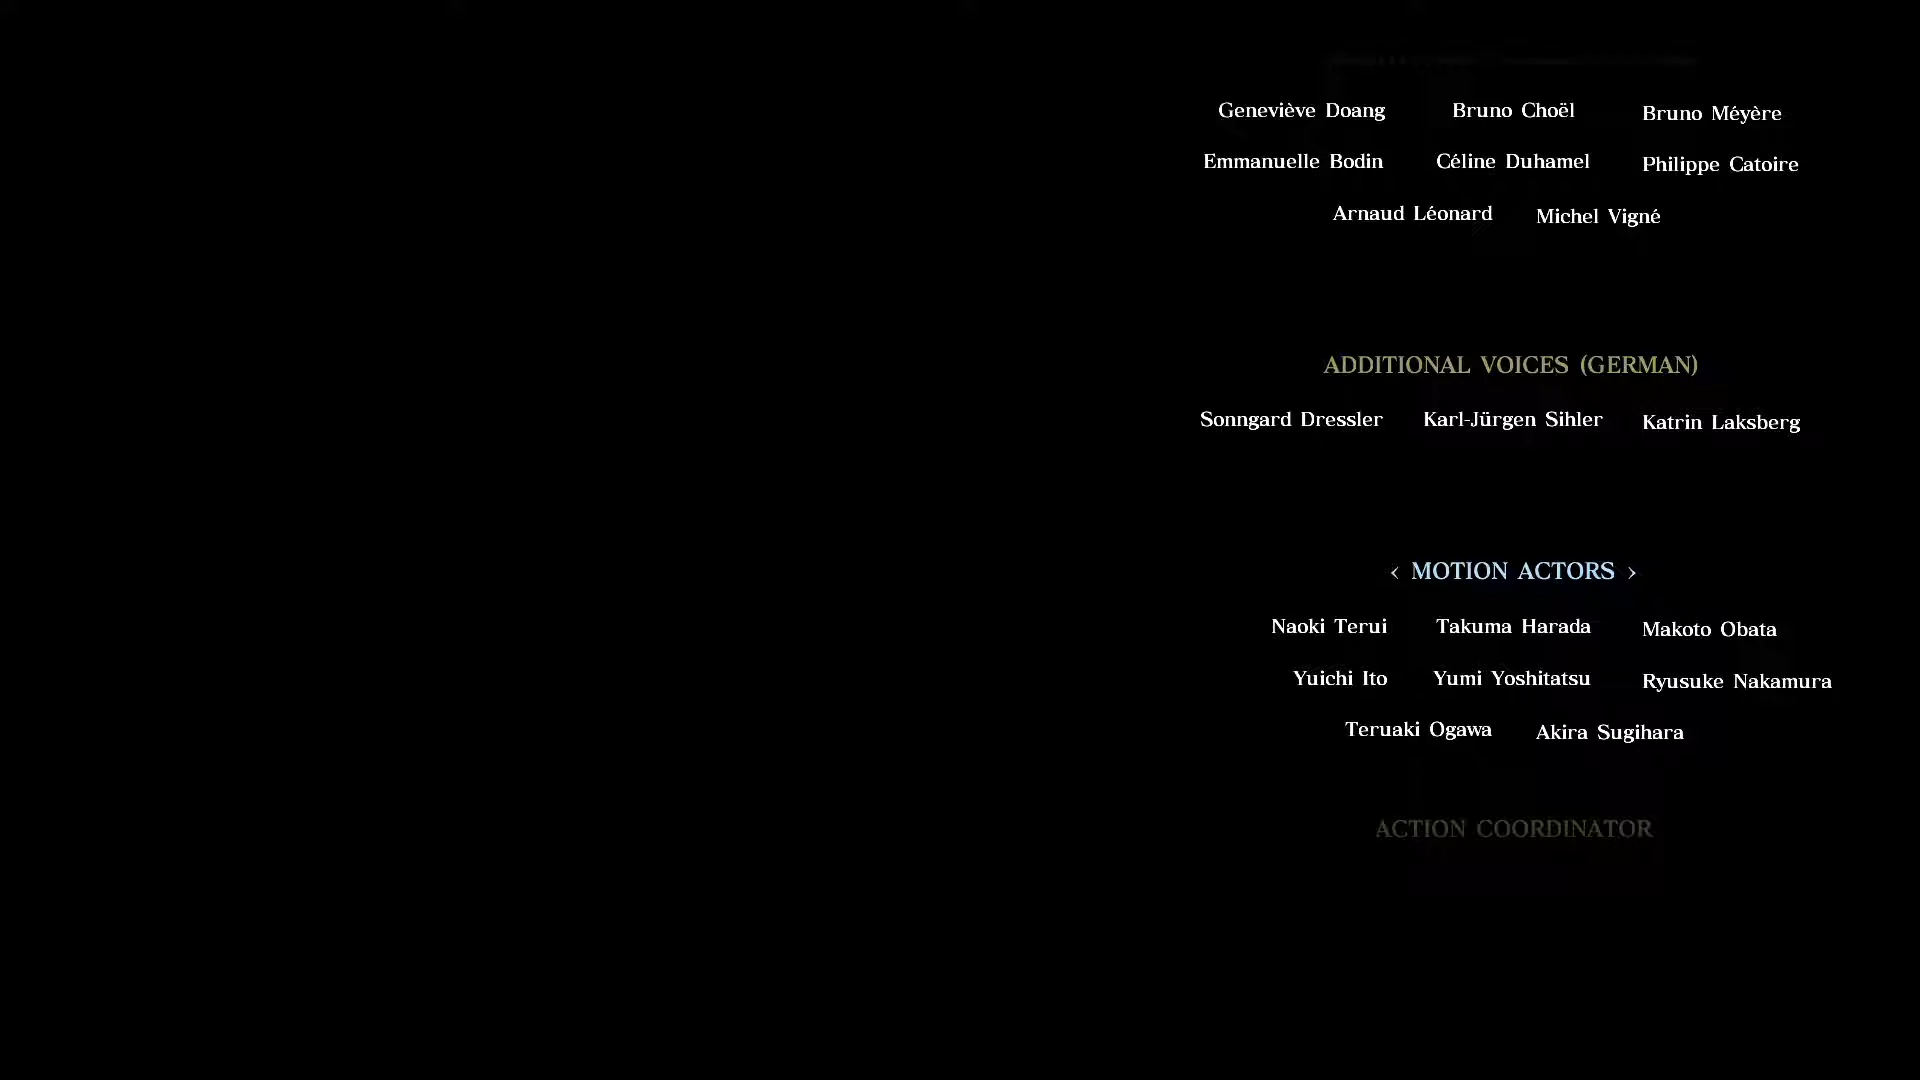 Geneviève Doang Bruno Choël Bruno Méyère
Emmanuelle Bodin Céline Duhamel Philippe Catoire
Arnaud Léonard Michel Vigné
ADDITIONAL VOICES (GERMAN)
Sonngard Dressler Karl-Jürgen Sihler Katrin Laksberg
‹ MOTION ACTORS ›
Naoki Terui Takuma Harada Makoto Obata
Yuichi Ito Yumi Yoshitatsu Ryusuke Nakamura
Teruaki Ogawa Akira Sugihara
ACTION COORDINATOR